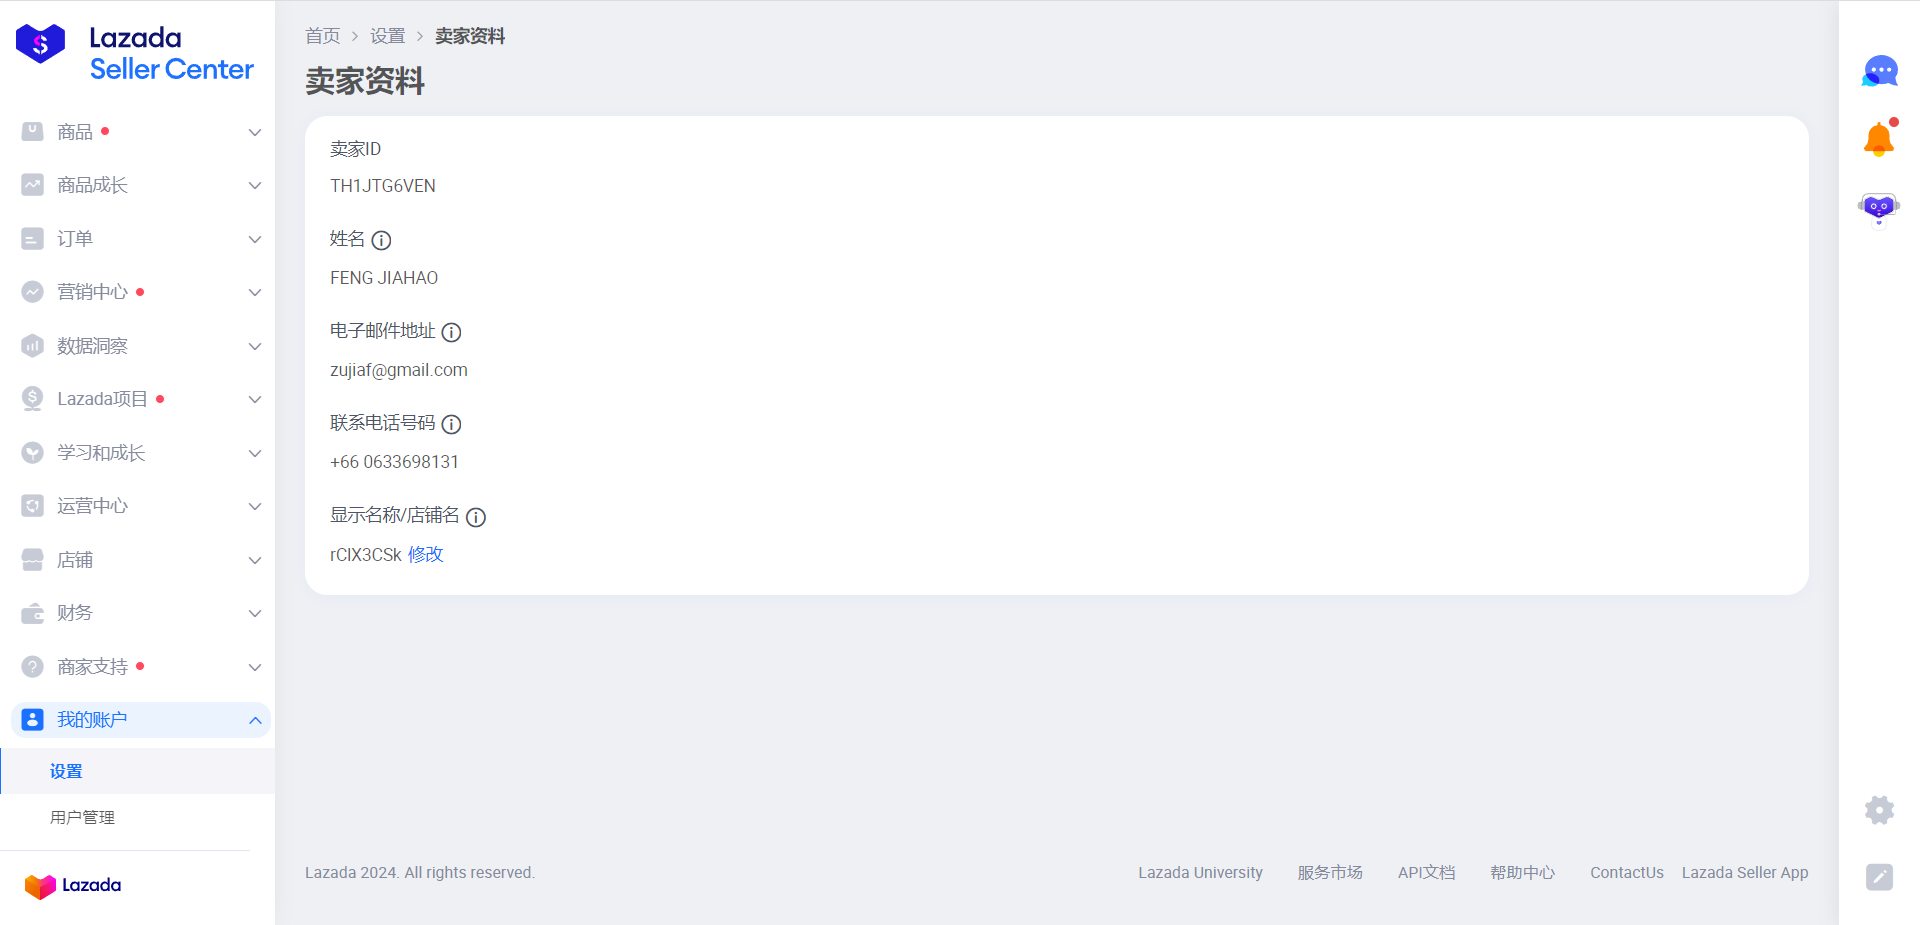 Lazada
Seller Center
商品
商品成长
订单
营销中心
数据洞察
Lazada项目
学习和成长
运营中心
店铺
财务
商家支持
我的账户
设置
用户管理
Lazada
首页 > 设置 > 卖家资料
卖家资料
卖家ID
TH1JTG6VEN
姓名
FENG JIAHAO
电子邮件地址
zujiaf@gmail.com
联系电话号码
+66 0633698131
显示名称/店铺名
rCIX3CSk 修改
Lazada 2024. All rights reserved.
Lazada University 服务市场 API文档 帮助中心 ContactUs Lazada Seller App